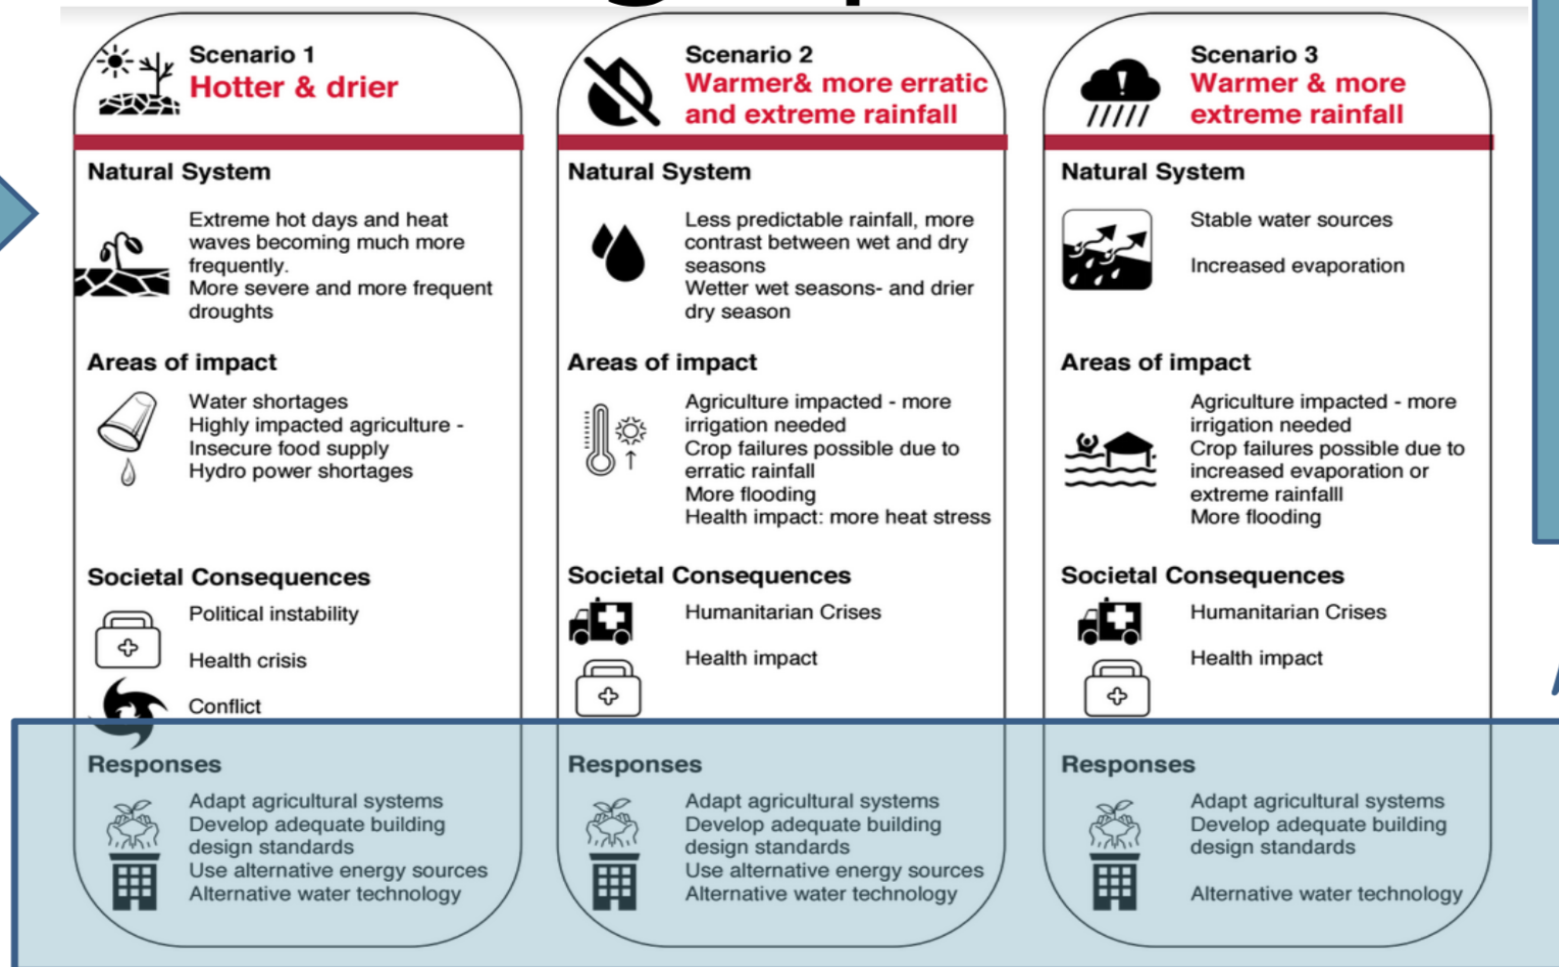 Scenario 1
Hotter & drier
Natural System
Extreme hot days and heat
waves becoming much more
frequently.
More severe and more frequent
droughts
Areas of impact
Water shortages
Highly impacted agriculture -
Insecure food supply
Hydro power shortages
Societal Consequences
Political instability
Health crisis
Conflict
Responses
Adapt agricultural systems
Develop adequate building
design standards
Use alternative energy sources
Alternative water technology
Scenario 2
Warmer& more erratic
and extreme rainfall
Natural System
Less predictable rainfall, more
contrast between wet and dry
seasons
Wetter wet seasons- and drier
dry season
Areas of impact
Agriculture impacted - more
irrigation needed
Crop failures possible due to
erratic rainfall
More flooding
Health impact: more heat stress
Societal Consequences
Humanitarian Crises
Health impact
Responses
Adapt agricultural systems
Develop adequate building
design standards
Use alternative energy sources
Alternative water technology
Scenario 3
Warmer & more
extreme rainfall
Natural System
Stable water sources
Increased evaporation
Areas of impact
Agriculture impacted - more
irrigation needed
Crop failures possible due to
increased evaporation or
extreme rainfalll
More flooding
Societal Consequences
Humanitarian Crises
Health impact
Responses
Adapt agricultural systems
Develop adequate building
design standards
Alternative water technology